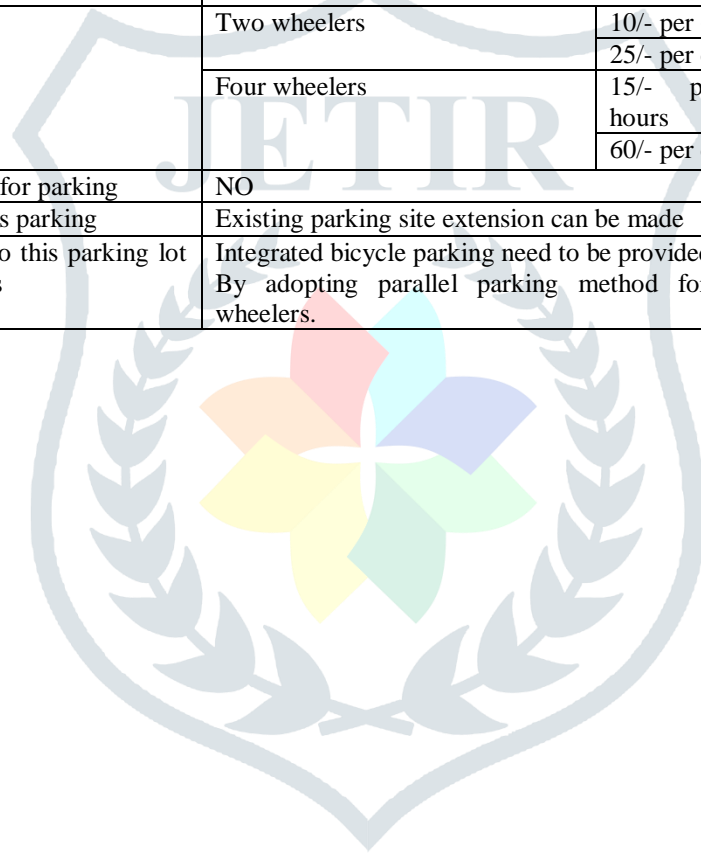 Two wheelers 10/- per
25/- per
Four wheelers 15/- p
hours
60/- per
for parking NO
s parking Existing parking site extension can be made
o this parking lot Integrated bicycle parking need to be provided
s By adopting parallel parking method for
wheelers.
JETIR